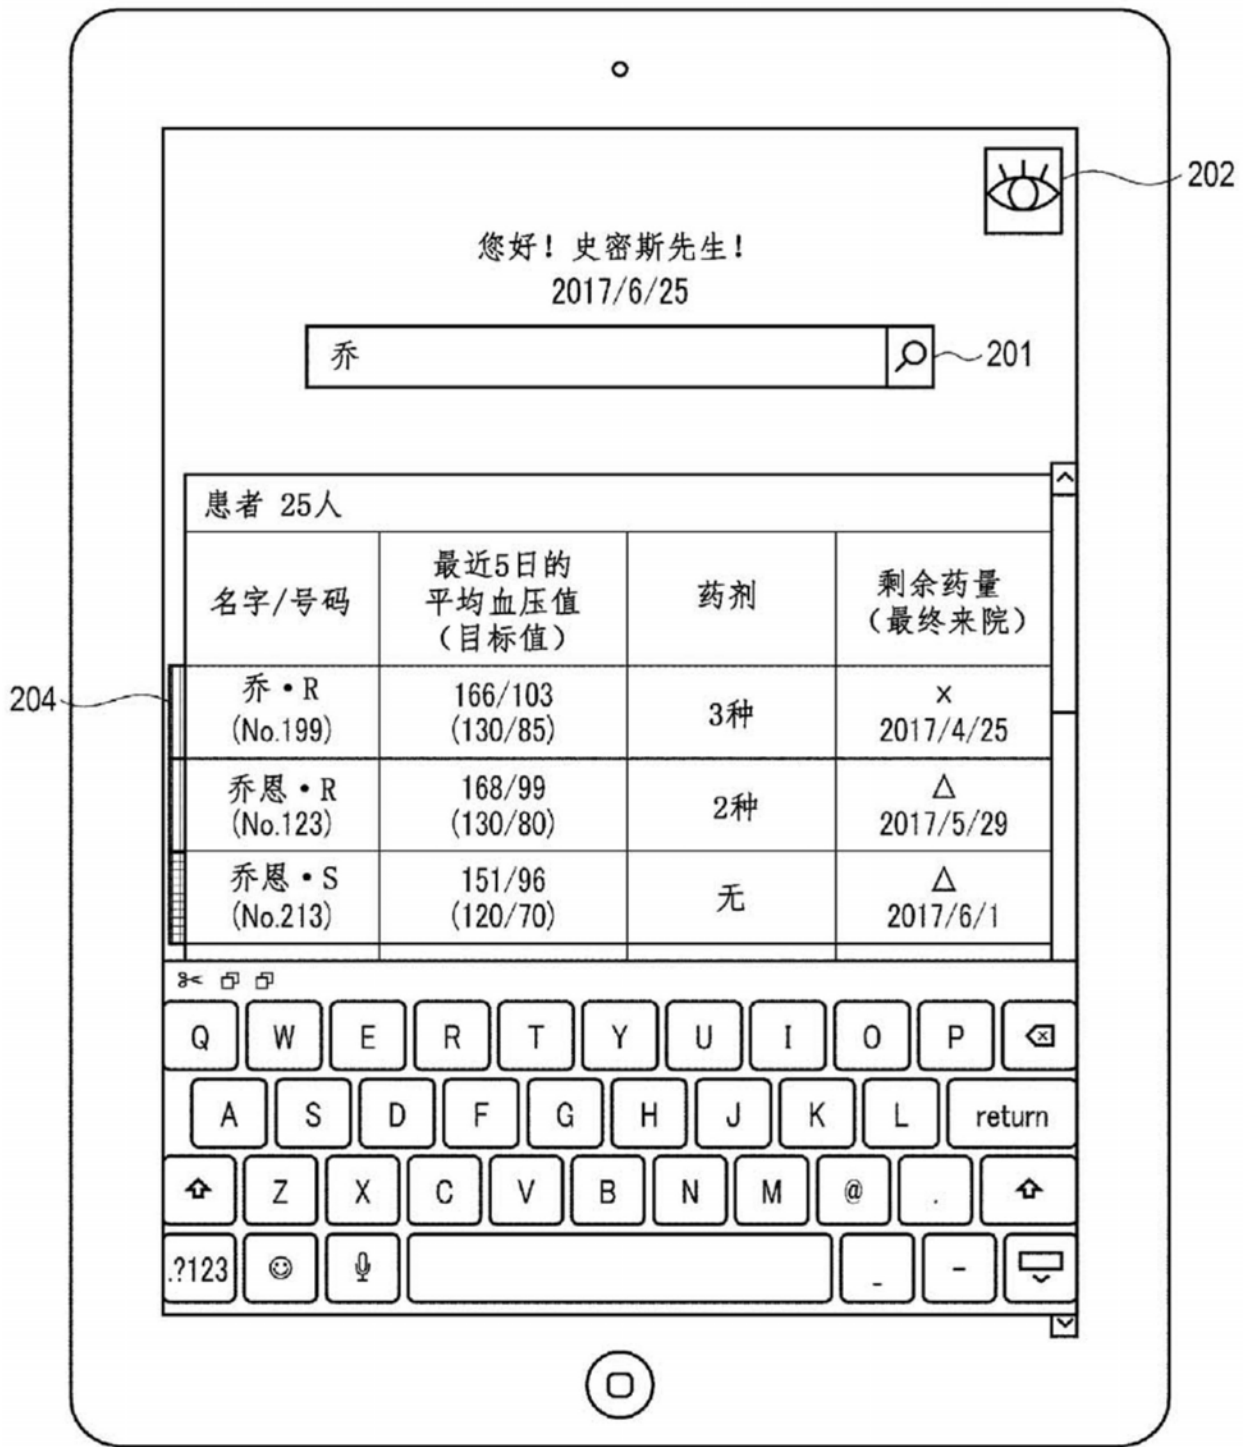 202
您好！史密斯先生！
2017/6/25
乔
201
患者 25人
名字/号码
最近5日的
平均血压值
（目标值）
药剂
剩余药量
（最终来院）
204
乔·R
(No.199)
166/103
(130/85)
3种
×
2017/4/25
乔恩·R
(No.123)
168/99
(130/80)
2种
△
2017/5/29
乔恩·S
(No.213)
151/96
(120/70)
无
△
2017/6/1
Q W E R T Y U I O P
A S D F G H J K L return
Z X C V B N M @ .
.?123 _ -